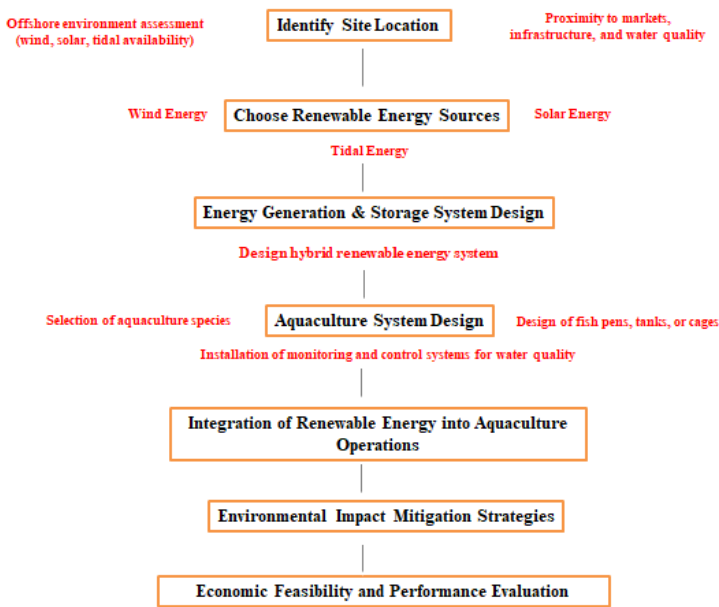 Offshore environment assessment
(wind, solar, tidal availability)
Identify Site Location
Proximity to markets,
infrastructure, and water quality
Wind Energy
Choose Renewable Energy Sources
Solar Energy
Tidal Energy
Energy Generation & Storage System Design
Design hybrid renewable energy system
Selection of aquaculture species
Aquaculture System Design
Design of fish pens, tanks, or cages
Installation of monitoring and control systems for water quality
Integration of Renewable Energy into Aquaculture
Operations
Environmental Impact Mitigation Strategies
Economic Feasibility and Performance Evaluation